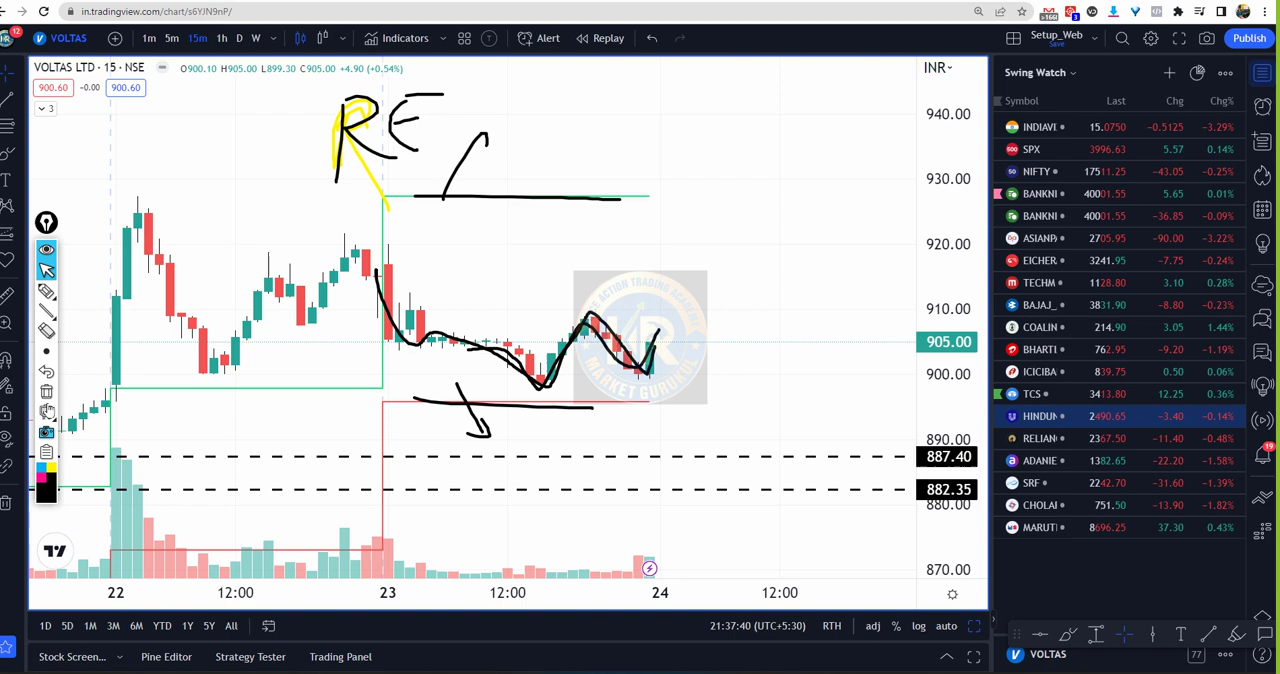 in.tradingview.com/chart/s6YJN9nP/
>16R
3
12
VOLTAS
1m 5m 15m 1h D W
Indicators
Alert
Replay
Setup_Web
Save
Publish
VOLTAS LTD · 15 · NSE
O900.10 H905.00 L899.30 C905.00 +4.90 (+0.54%)
900.60 -0.00 900.60
3
INR
RE
940.00
930.00
920.00
910.00
905.00
900.00
890.00
887.40
882.35
880.00
870.00
ACTION TRADING
MARKET GURUKUL
22 12:00 23 12:00 24 12:00
1D 5D 1M 3M 6M YTD 1Y 5Y All
21:37:40 (UTC+5:30) RTH adj % log auto
Stock Screen... Pine Editor Strategy Tester Trading Panel
Swing Watch
Symbol Last Chg Chg%
INDIAVI 15.0750 −0.5125 −3.29%
SPX 3996.63 5.57 0.14%
NIFTY 17511.25 −43.05 −0.25%
BANKNI 40001.55 5.65 0.01%
BANKNI 40001.55 −36.85 −0.09%
ASIANPA 2705.95 −90.00 −3.22%
EICHER 3241.95 −7.75 −0.24%
TECHM 1128.80 3.10 0.28%
BAJAJ_ 3831.90 −8.80 −0.23%
COALIN 214.90 3.05 1.44%
BHARTI 762.95 −9.20 −1.19%
ICICIBA 839.75 0.50 0.06%
TCS 3413.80 12.25 0.36%
HINDUN 2490.65 −3.40 −0.14%
RELIAN 2367.50 −11.40 −0.48%
ADANIE 1382.65 −22.20 −1.58%
SRF 2242.70 −31.60 −1.39%
CHOLA 751.50 −13.90 −1.82%
MARUTI 8696.25 37.30 0.43%
19
VOLTAS
77